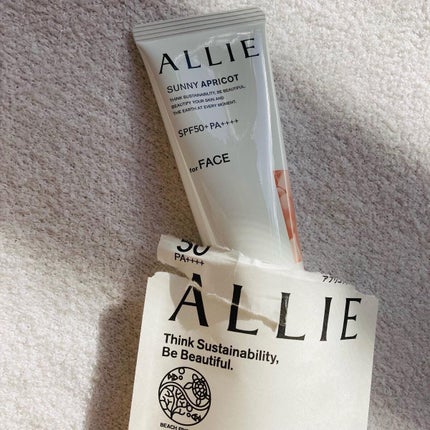 ALLIE
SUNNY APRICOT
THINK SUSTAINABILITY, BE BEAUTIFUL.
BEAUTIFY YOUR SKIN AND
THE EARTH AT EVERY MOMENT.
SPF50+ PA++++
for FACE
50
PA++++
ALLIE
Think Sustainability,
Be Beautiful.
BEACH